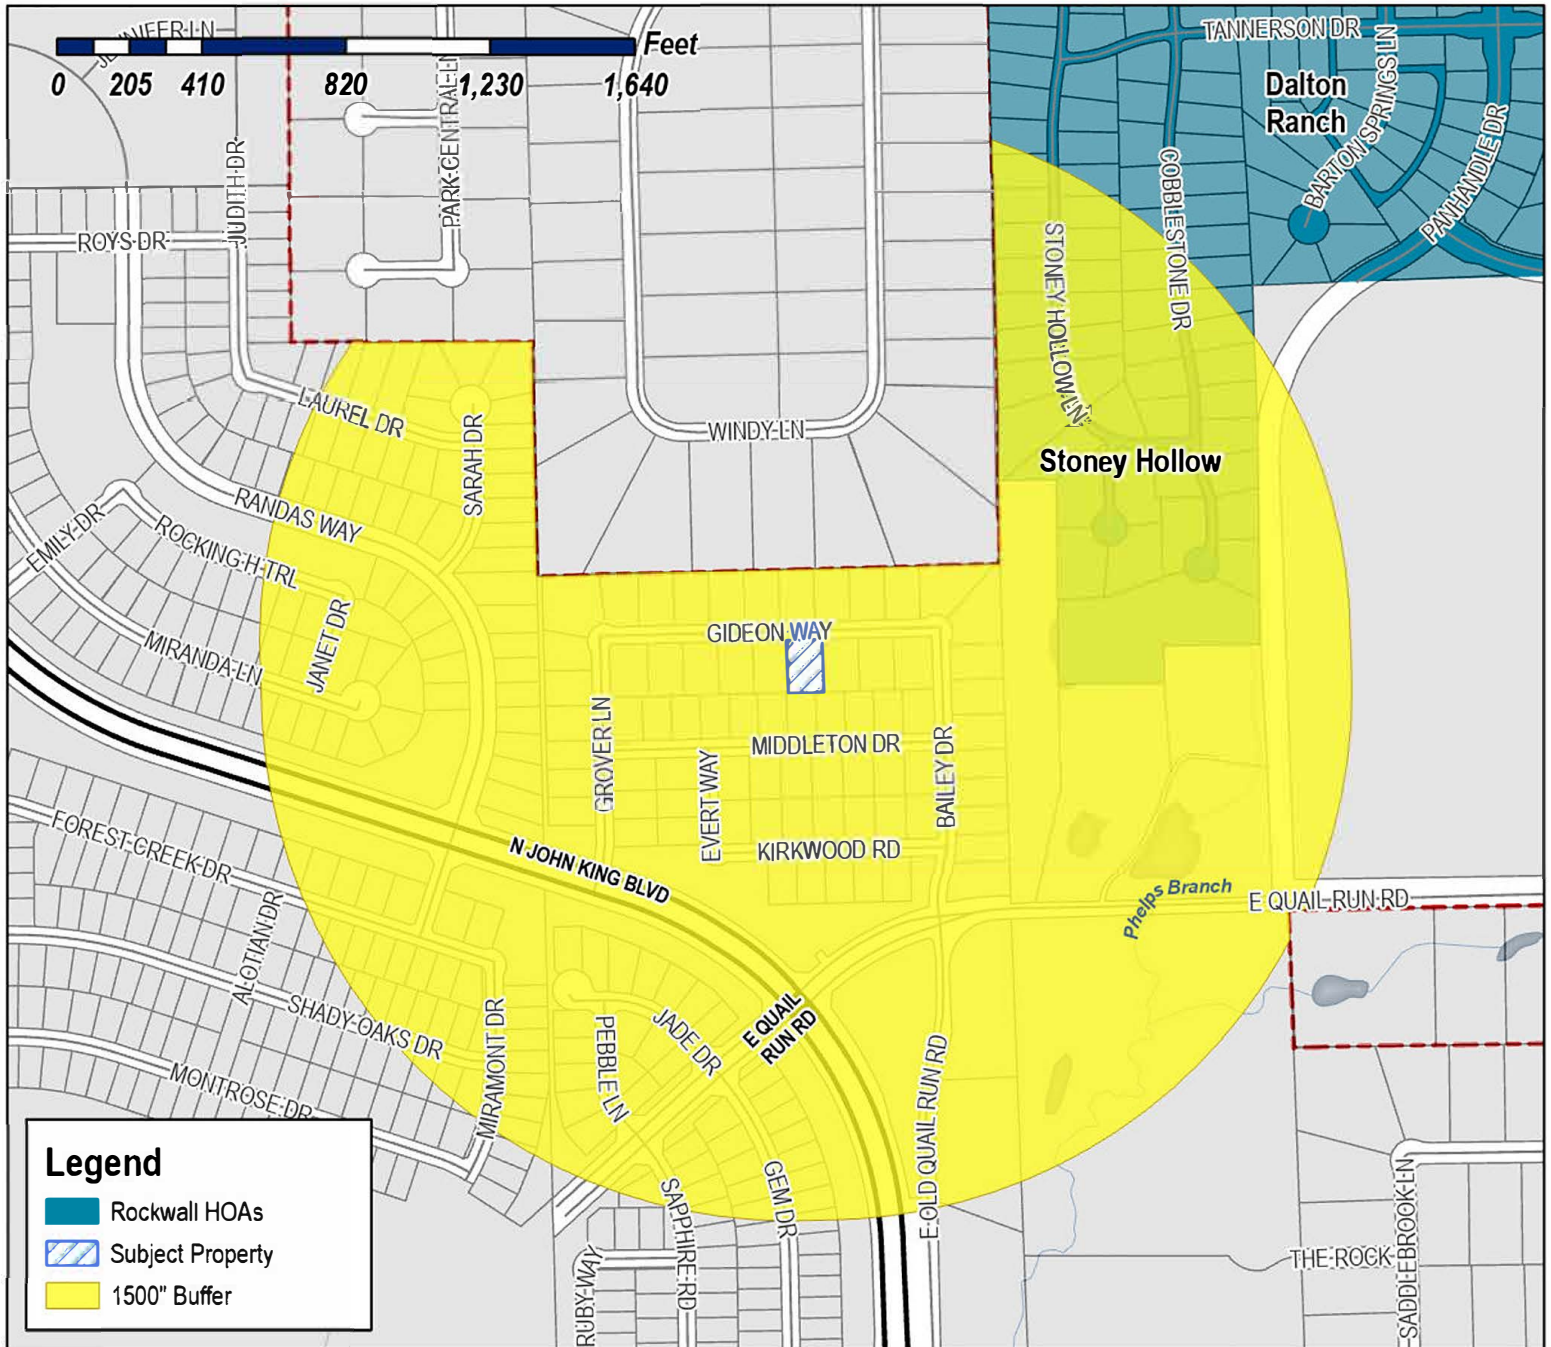 JENNIFER LN
TANNERSON DR
Feet
0 205 410 820 1,230 1,640
Dalton
Ranch
BARTON SPRINGS LN
PANHANDLE DR
COBBLESTONE DR
STONEY HOLLOW LN
PARK CENTRAL LN
JUDITH DR
ROYS DR
LAUREL DR
SARAH DR
WINDY LN
Stoney Hollow
RANDAS WAY
EMILY DR
ROCKING H TRL
JANET DR
MIRANDA LN
GIDEON WAY
GROVER LN
MIDDLETON DR
EVERT WAY
BAILEY DR
KIRKWOOD RD
N JOHN KING BLVD
FOREST CREEK DR
Phelps Branch
E QUAIL RUN RD
ALOTIAN DR
SHADY OAKS DR
MIRAMONT DR
MONTROSE DR
PEBBLE LN
JADE DR
E QUAIL
RUN RD
E OLD QUAIL RUN RD
GEM DR
SAPPHIRE RD
RUBY WAY
THE ROCK
SADDLEBROOK LN
Legend
Rockwall HOAs
Subject Property
1500" Buffer